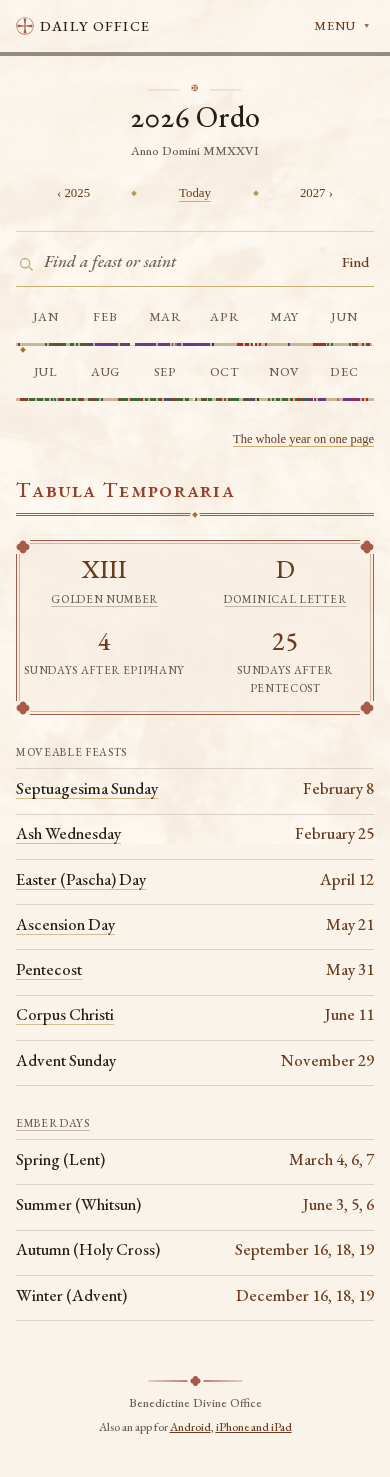 DAILY OFFICE MENU ▾
2026 Ordo
Anno Domini MMXXVI
‹ 2025 Today 2027 ›
Find a feast or saint Find
JAN FEB MAR APR MAY JUN
JUL AUG SEP OCT NOV DEC
The whole year on one page
Tabula Temporaria
XIII D
GOLDEN NUMBER DOMINICAL LETTER
4 25
SUNDAYS AFTER EPIPHANY SUNDAYS AFTER
PENTECOST
MOVEABLE FEASTS
Septuagesima Sunday February 8
Ash Wednesday February 25
Easter (Pascha) Day April 12
Ascension Day May 21
Pentecost May 31
Corpus Christi June 11
Advent Sunday November 29
EMBER DAYS
Spring (Lent) March 4, 6, 7
Summer (Whitsun) June 3, 5, 6
Autumn (Holy Cross) September 16, 18, 19
Winter (Advent) December 16, 18, 19
Benedictine Divine Office
Also an app for Android, iPhone and iPad